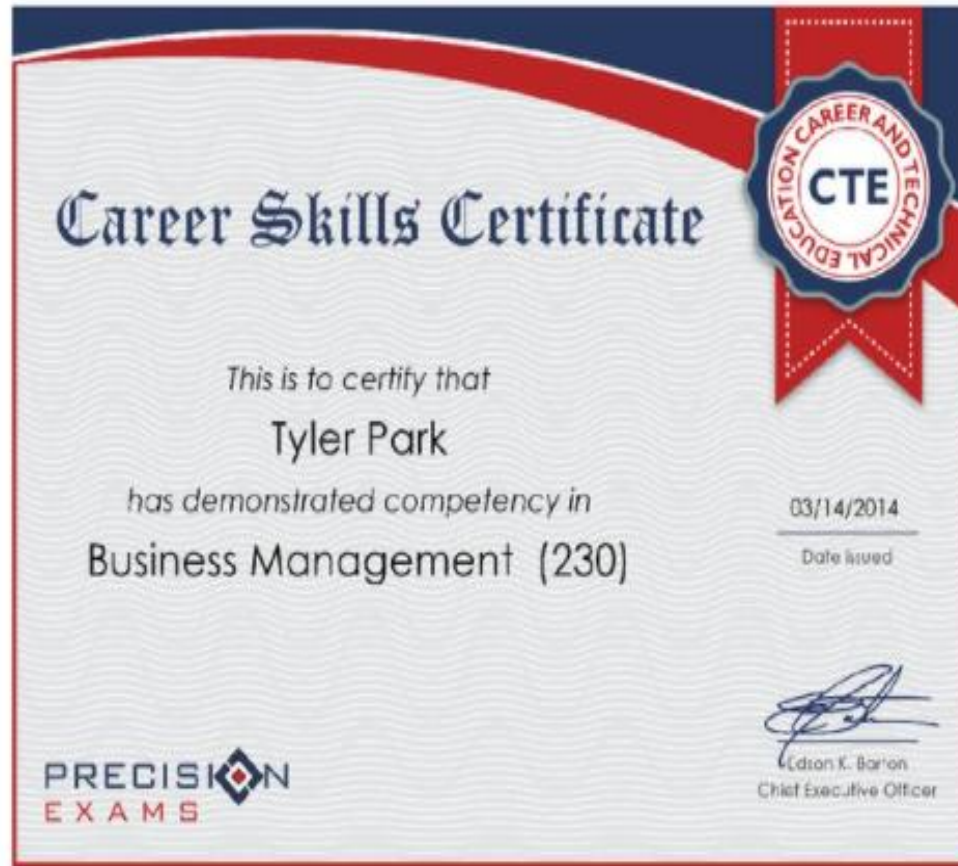 Career Skills Certificate
CAREER AND TECHNICAL EDUCATION
CTE
This is to certify that
Tyler Park
has demonstrated competency in
Business Management (230)
03/14/2014
Date Issued
Edson K. Barton
Chief Executive Officer
PRECISION
EXAMS